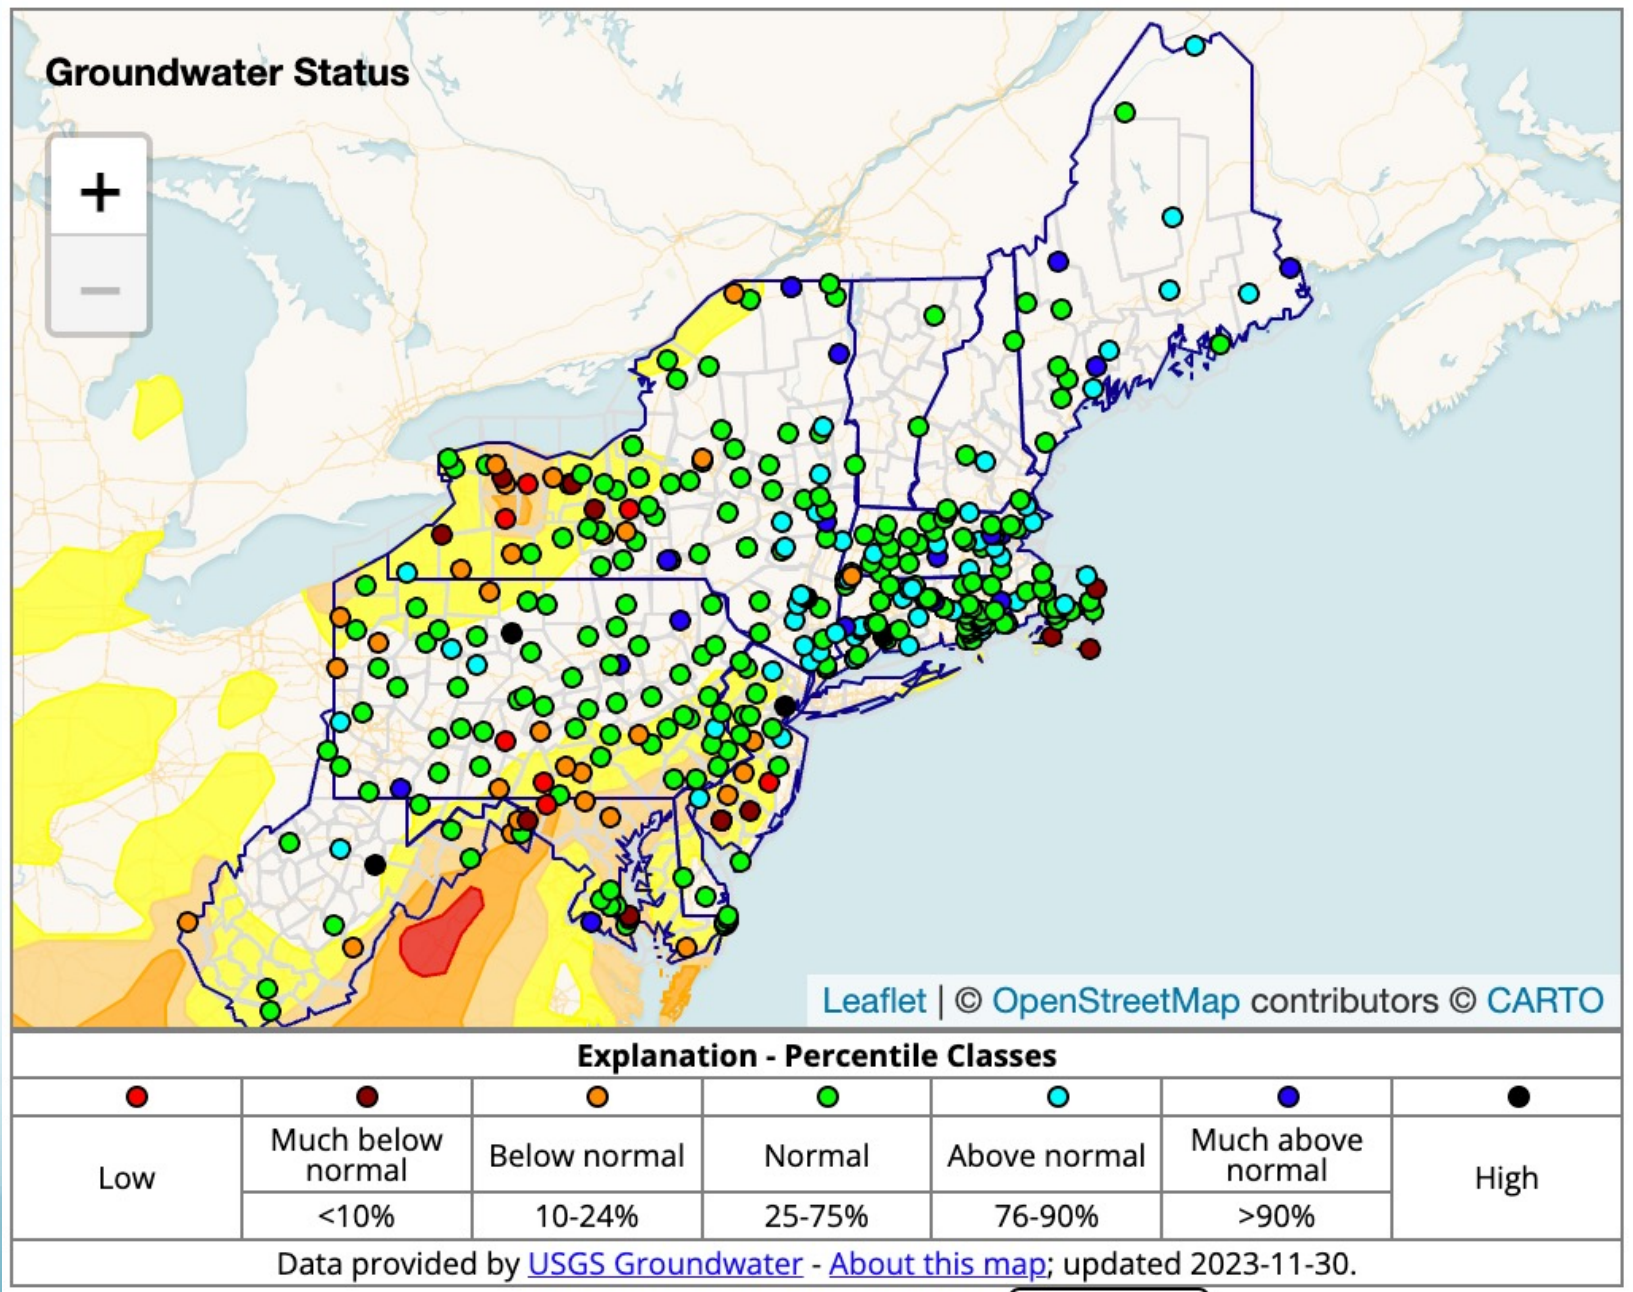 Groundwater Status
+
−
Leaflet | © OpenStreetMap contributors © CARTO
Explanation - Percentile Classes
Low
Much below normal
Below normal
Normal
Above normal
Much above normal
High
<10%
10-24%
25-75%
76-90%
>90%
Data provided by USGS Groundwater - About this map; updated 2023-11-30.